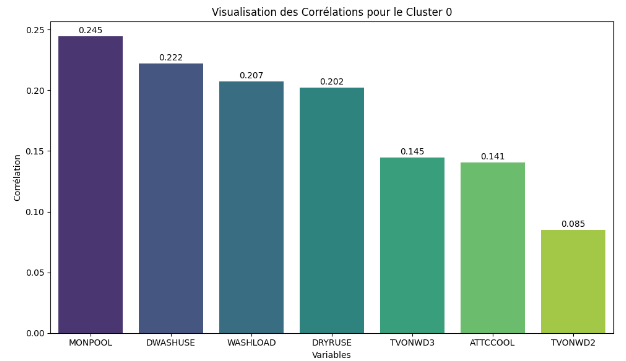 Visualisation des Corrélations pour le Cluster 0
0.25
0.20
0.15
0.10
0.05
0.00
Corrélation
0.245
0.222
0.207
0.202
0.145
0.141
0.085
MONPOOL
DWASHUSE
WASHLOAD
DRYRUSE
TVONWD3
ATTCCOOL
TVONWD2
Variables